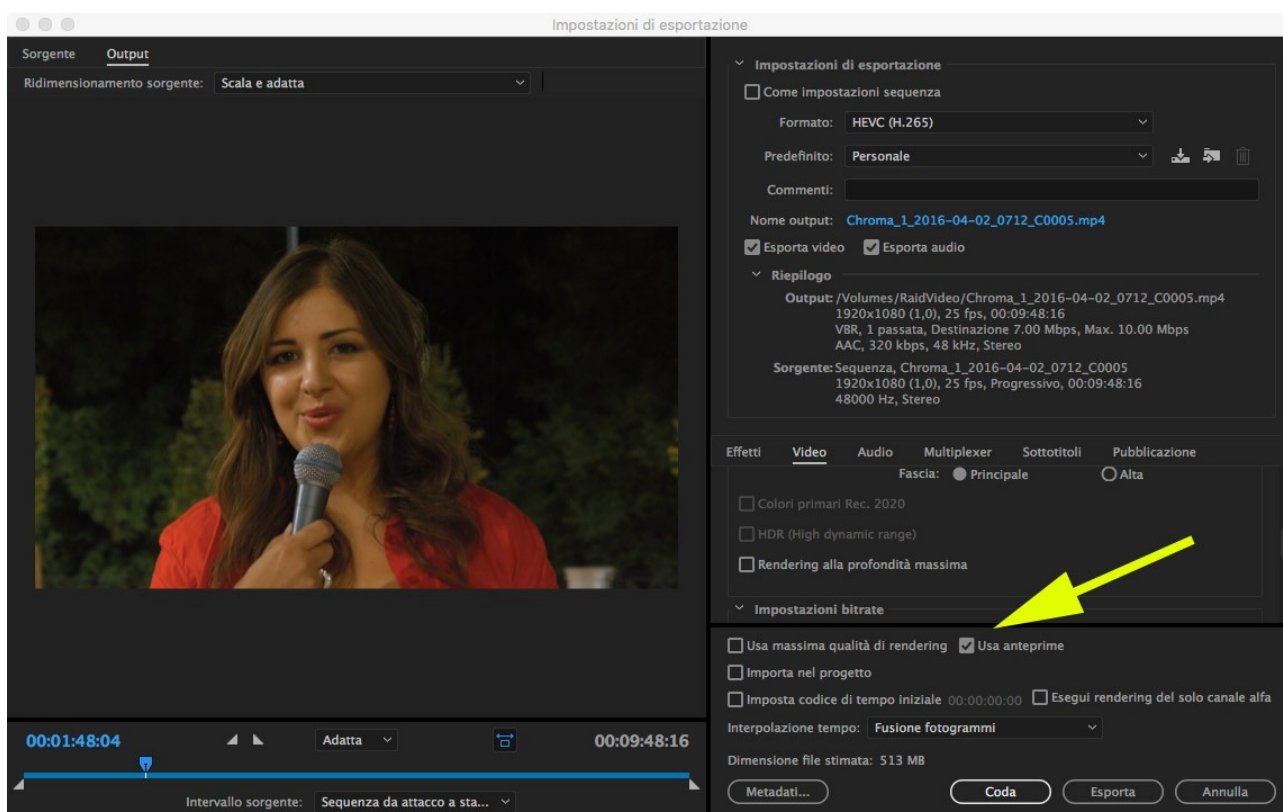 Impostazioni di esportazione
Sorgente Output
Ridimensionamento sorgente: Scala e adatta
Impostazioni di esportazione
Come impostazioni sequenza
Formato: HEVC (H.265)
Predefinito: Personale
Commenti:
Nome output: Chroma_1_2016-04-02_0712_C0005.mp4
Esporta video Esporta audio
Riepilogo
Output: /Volumes/RaidVideo/Chroma_1_2016-04-02_0712_C0005.mp4
1920x1080 (1,0), 25 fps, 00:09:48:16
VBR, 1 passata, Destinazione 7.00 Mbps, Max. 10.00 Mbps
AAC, 320 kbps, 48 kHz, Stereo
Sorgente: Sequenza, Chroma_1_2016-04-02_0712_C0005
1920x1080 (1,0), 25 fps, Progressivo, 00:09:48:16
48000 Hz, Stereo
Effetti Video Audio Multiplexer Sottotitoli Pubblicazione
Fascia: Principale Alta
Colori primari Rec. 2020
HDR (High dynamic range)
Rendering alla profondità massima
Impostazioni bitrate
Usa massima qualità di rendering Usa anteprime
Importa nel progetto
Imposta codice di tempo iniziale 00:00:00:00 Esegui rendering del solo canale alfa
Interpolazione tempo: Fusione fotogrammi
Dimensione file stimata: 513 MB
Metadati... Coda Esporta Annulla
00:01:48:04 Adatta 00:09:48:16
Intervallo sorgente: Sequenza da attacco a sta...